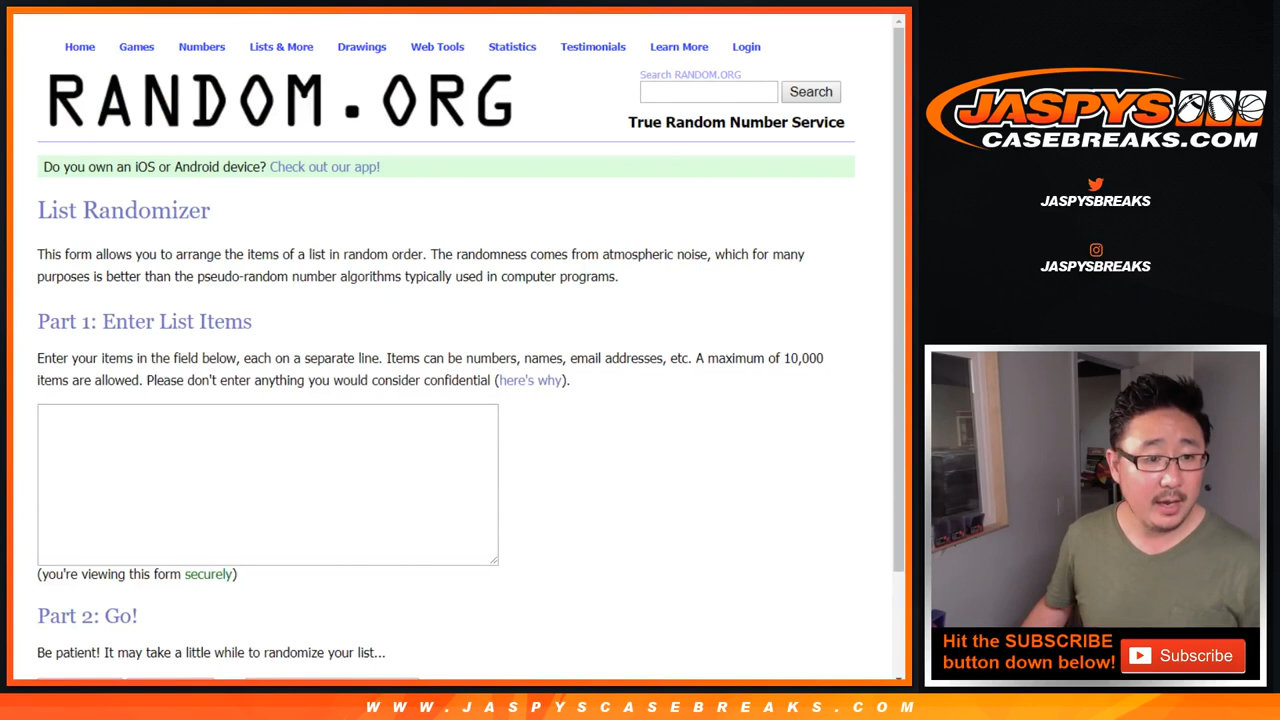 Home Games Numbers Lists & More Drawings Web Tools Statistics Testimonials Learn More Login
RANDOM.ORG
Search RANDOM.ORG
Search
True Random Number Service
Do you own an iOS or Android device? Check out our app!
List Randomizer
This form allows you to arrange the items of a list in random order. The randomness comes from atmospheric noise, which for many
purposes is better than the pseudo-random number algorithms typically used in computer programs.
Part 1: Enter List Items
Enter your items in the field below, each on a separate line. Items can be numbers, names, email addresses, etc. A maximum of 10,000
items are allowed. Please don't enter anything you would consider confidential (here's why).
(you're viewing this form securely)
Part 2: Go!
Be patient! It may take a little while to randomize your list...
JASPYS
CASEBREAKS.COM
JASPYSBREAKS
JASPYSBREAKS
Hit the SUBSCRIBE
button down below!
Subscribe
WWW.JASPYSCASEBREAKS.COM